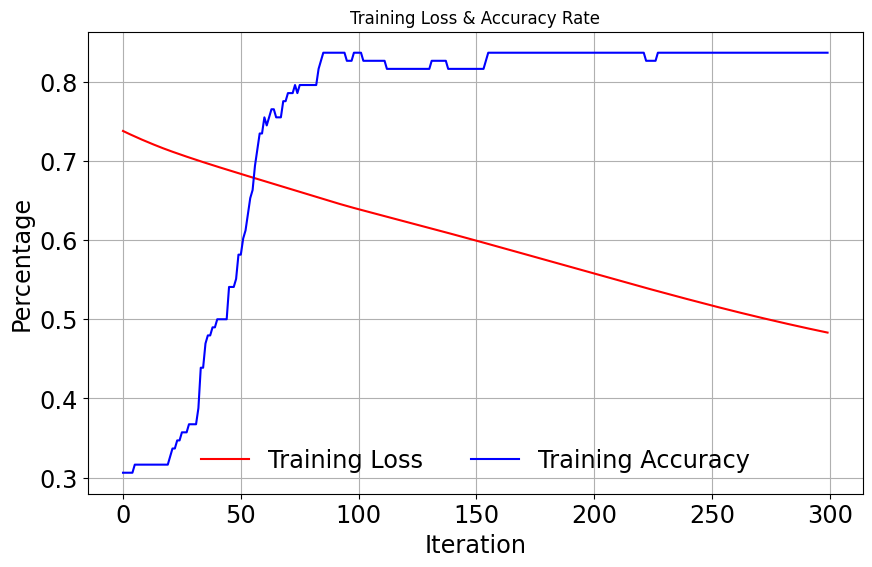 Training Loss & Accuracy Rate
0.8
0.7
0.6
0.5
0.4
0.3
Percentage
Training Loss Training Accuracy
0 50 100 150 200 250 300
Iteration